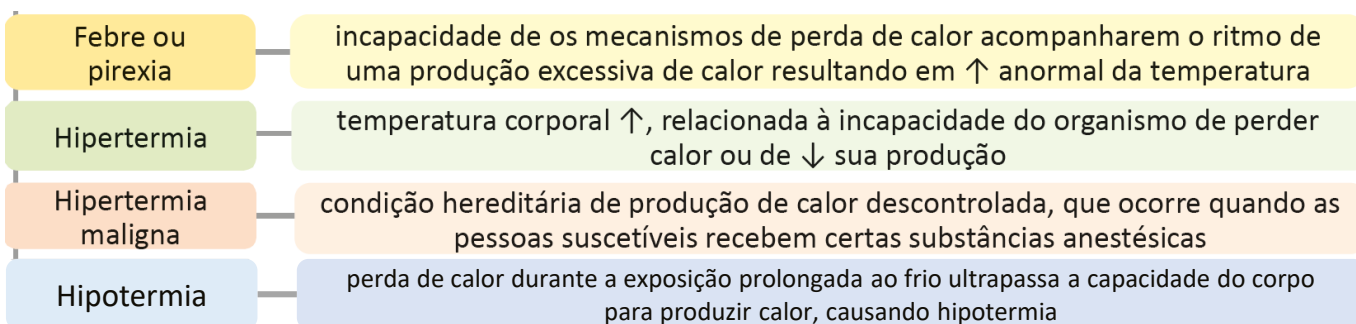 Febre ou
pirexia
incapacidade de os mecanismos de perda de calor acompanharem o ritmo de
uma produção excessiva de calor resultando em ↑ anormal da temperatura
Hipertermia
temperatura corporal ↑, relacionada à incapacidade do organismo de perder
calor ou de ↓ sua produção
Hipertermia
maligna
condição hereditária de produção de calor descontrolada, que ocorre quando as
pessoas suscetíveis recebem certas substâncias anestésicas
Hipotermia
perda de calor durante a exposição prolongada ao frio ultrapassa a capacidade do corpo
para produzir calor, causando hipotermia